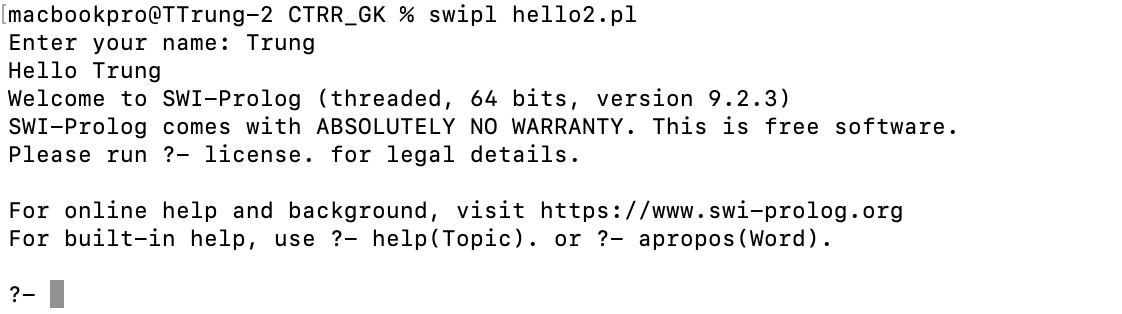 [macbookpro@TTrung-2 CTRR_GK % swipl hello2.pl
Enter your name: Trung
Hello Trung
Welcome to SWI-Prolog (threaded, 64 bits, version 9.2.3)
SWI-Prolog comes with ABSOLUTELY NO WARRANTY. This is free software.
Please run ?- license. for legal details.
For online help and background, visit https://www.swi-prolog.org
For built-in help, use ?- help(Topic). or ?- apropos(Word).
?-